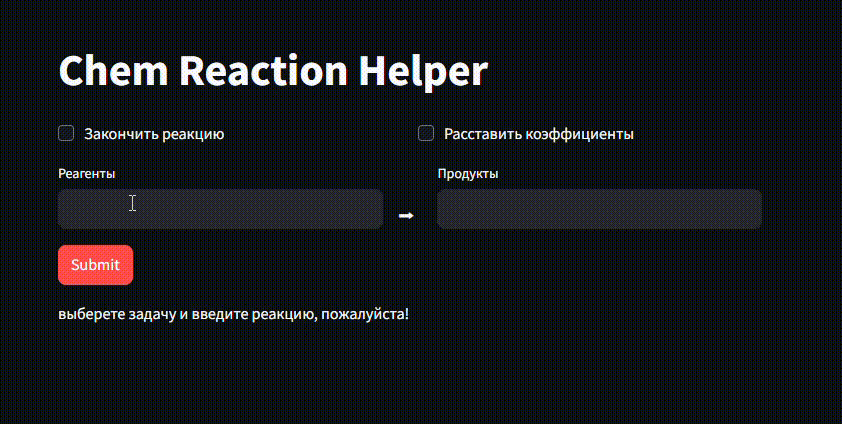 Chem Reaction Helper
Закончить реакцию
Расставить коэффициенты
Реагенты
Продукты
Submit
выберете задачу и введите реакцию, пожалуйста!